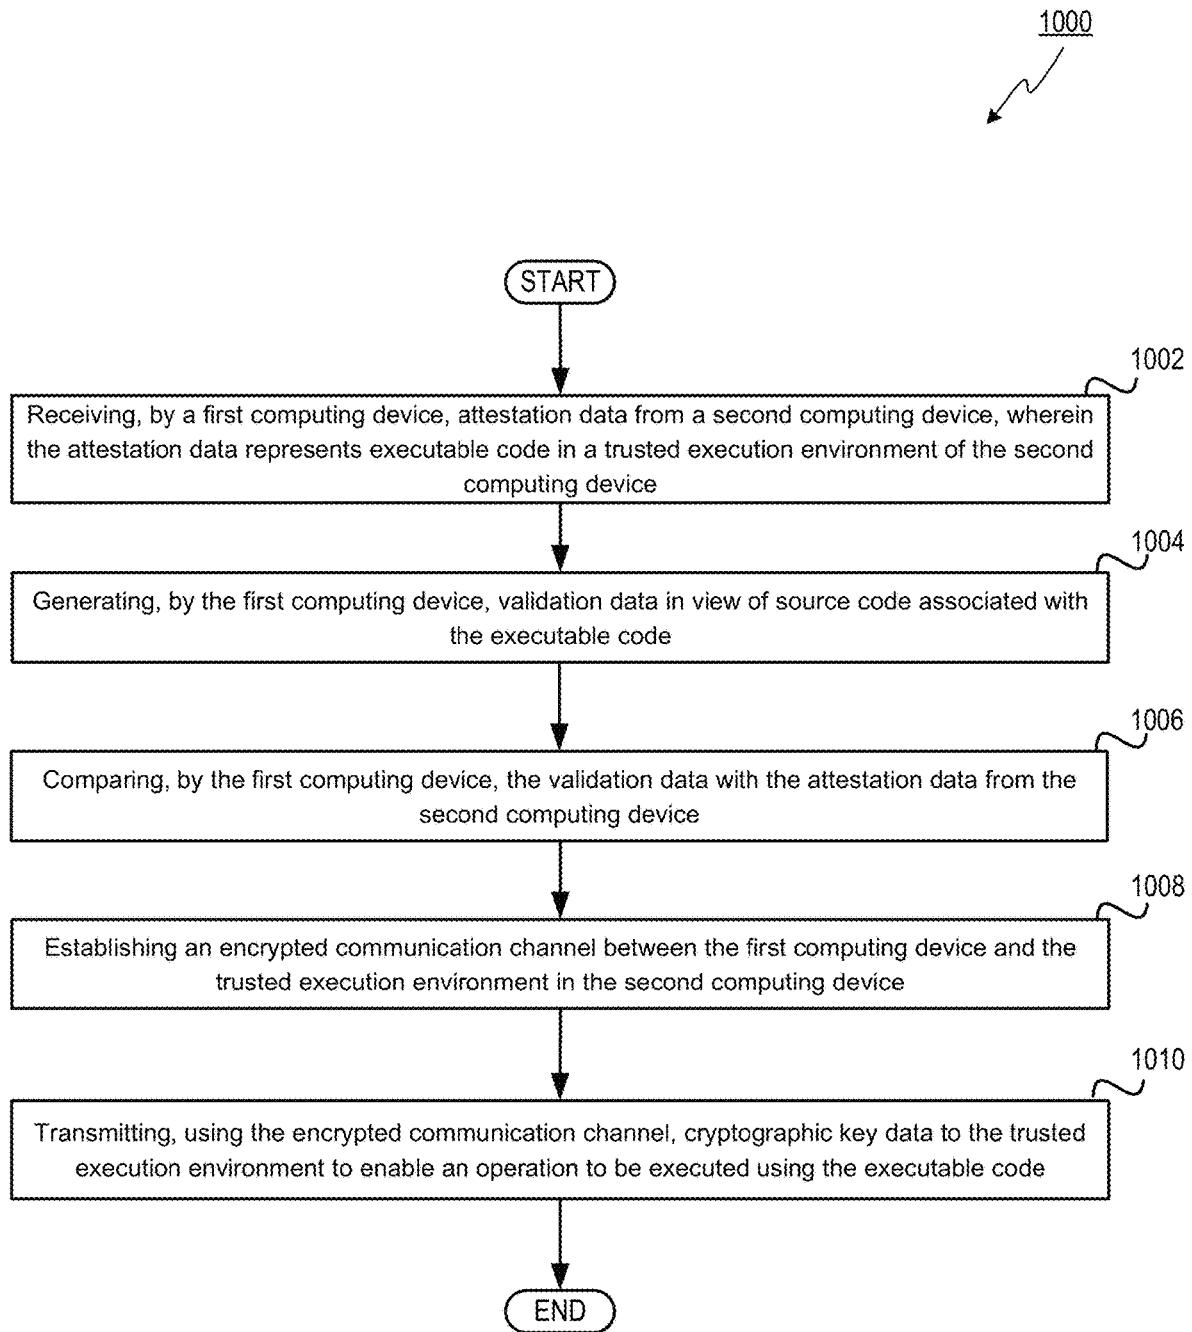 1000
START
1002
Receiving, by a first computing device, attestation data from a second computing device, wherein
the attestation data represents executable code in a trusted execution environment of the second
computing device
1004
Generating, by the first computing device, validation data in view of source code associated with
the executable code
1006
Comparing, by the first computing device, the validation data with the attestation data from the
second computing device
1008
Establishing an encrypted communication channel between the first computing device and the
trusted execution environment in the second computing device
1010
Transmitting, using the encrypted communication channel, cryptographic key data to the trusted
execution environment to enable an operation to be executed using the executable code
END